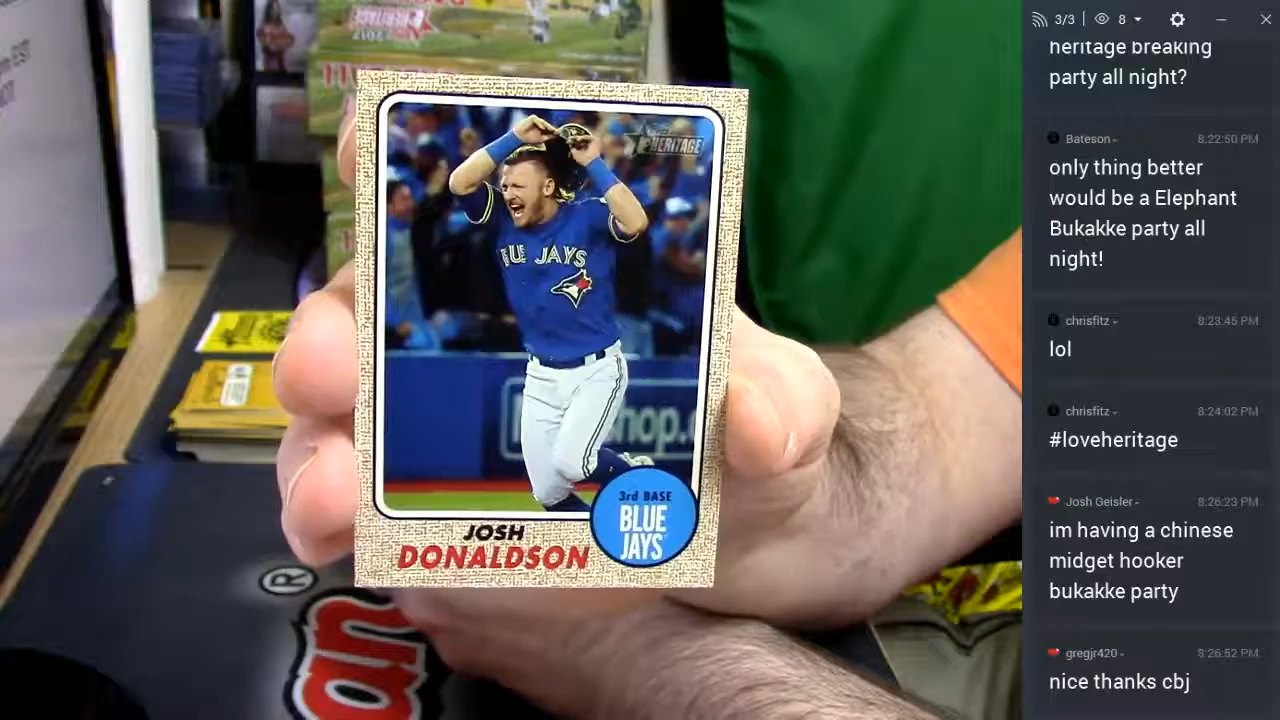 HERITAGE
HERITAGE
BLUE JAYS
shop.c
3rd BASE
BLUE
JAYS
JOSH
DONALDSON
®
3/3
8
heritage breaking
party all night?
Bateson
8:22:50 PM
only thing better
would be a Elephant
Bukakke party all
night!
chrisfitz
8:23:45 PM
lol
chrisfitz
8:24:02 PM
#loveheritage
Josh Geisler
8:26:23 PM
im having a chinese
midget hooker
bukakke party
gregjr420
8:26:52 PM
nice thanks cbj